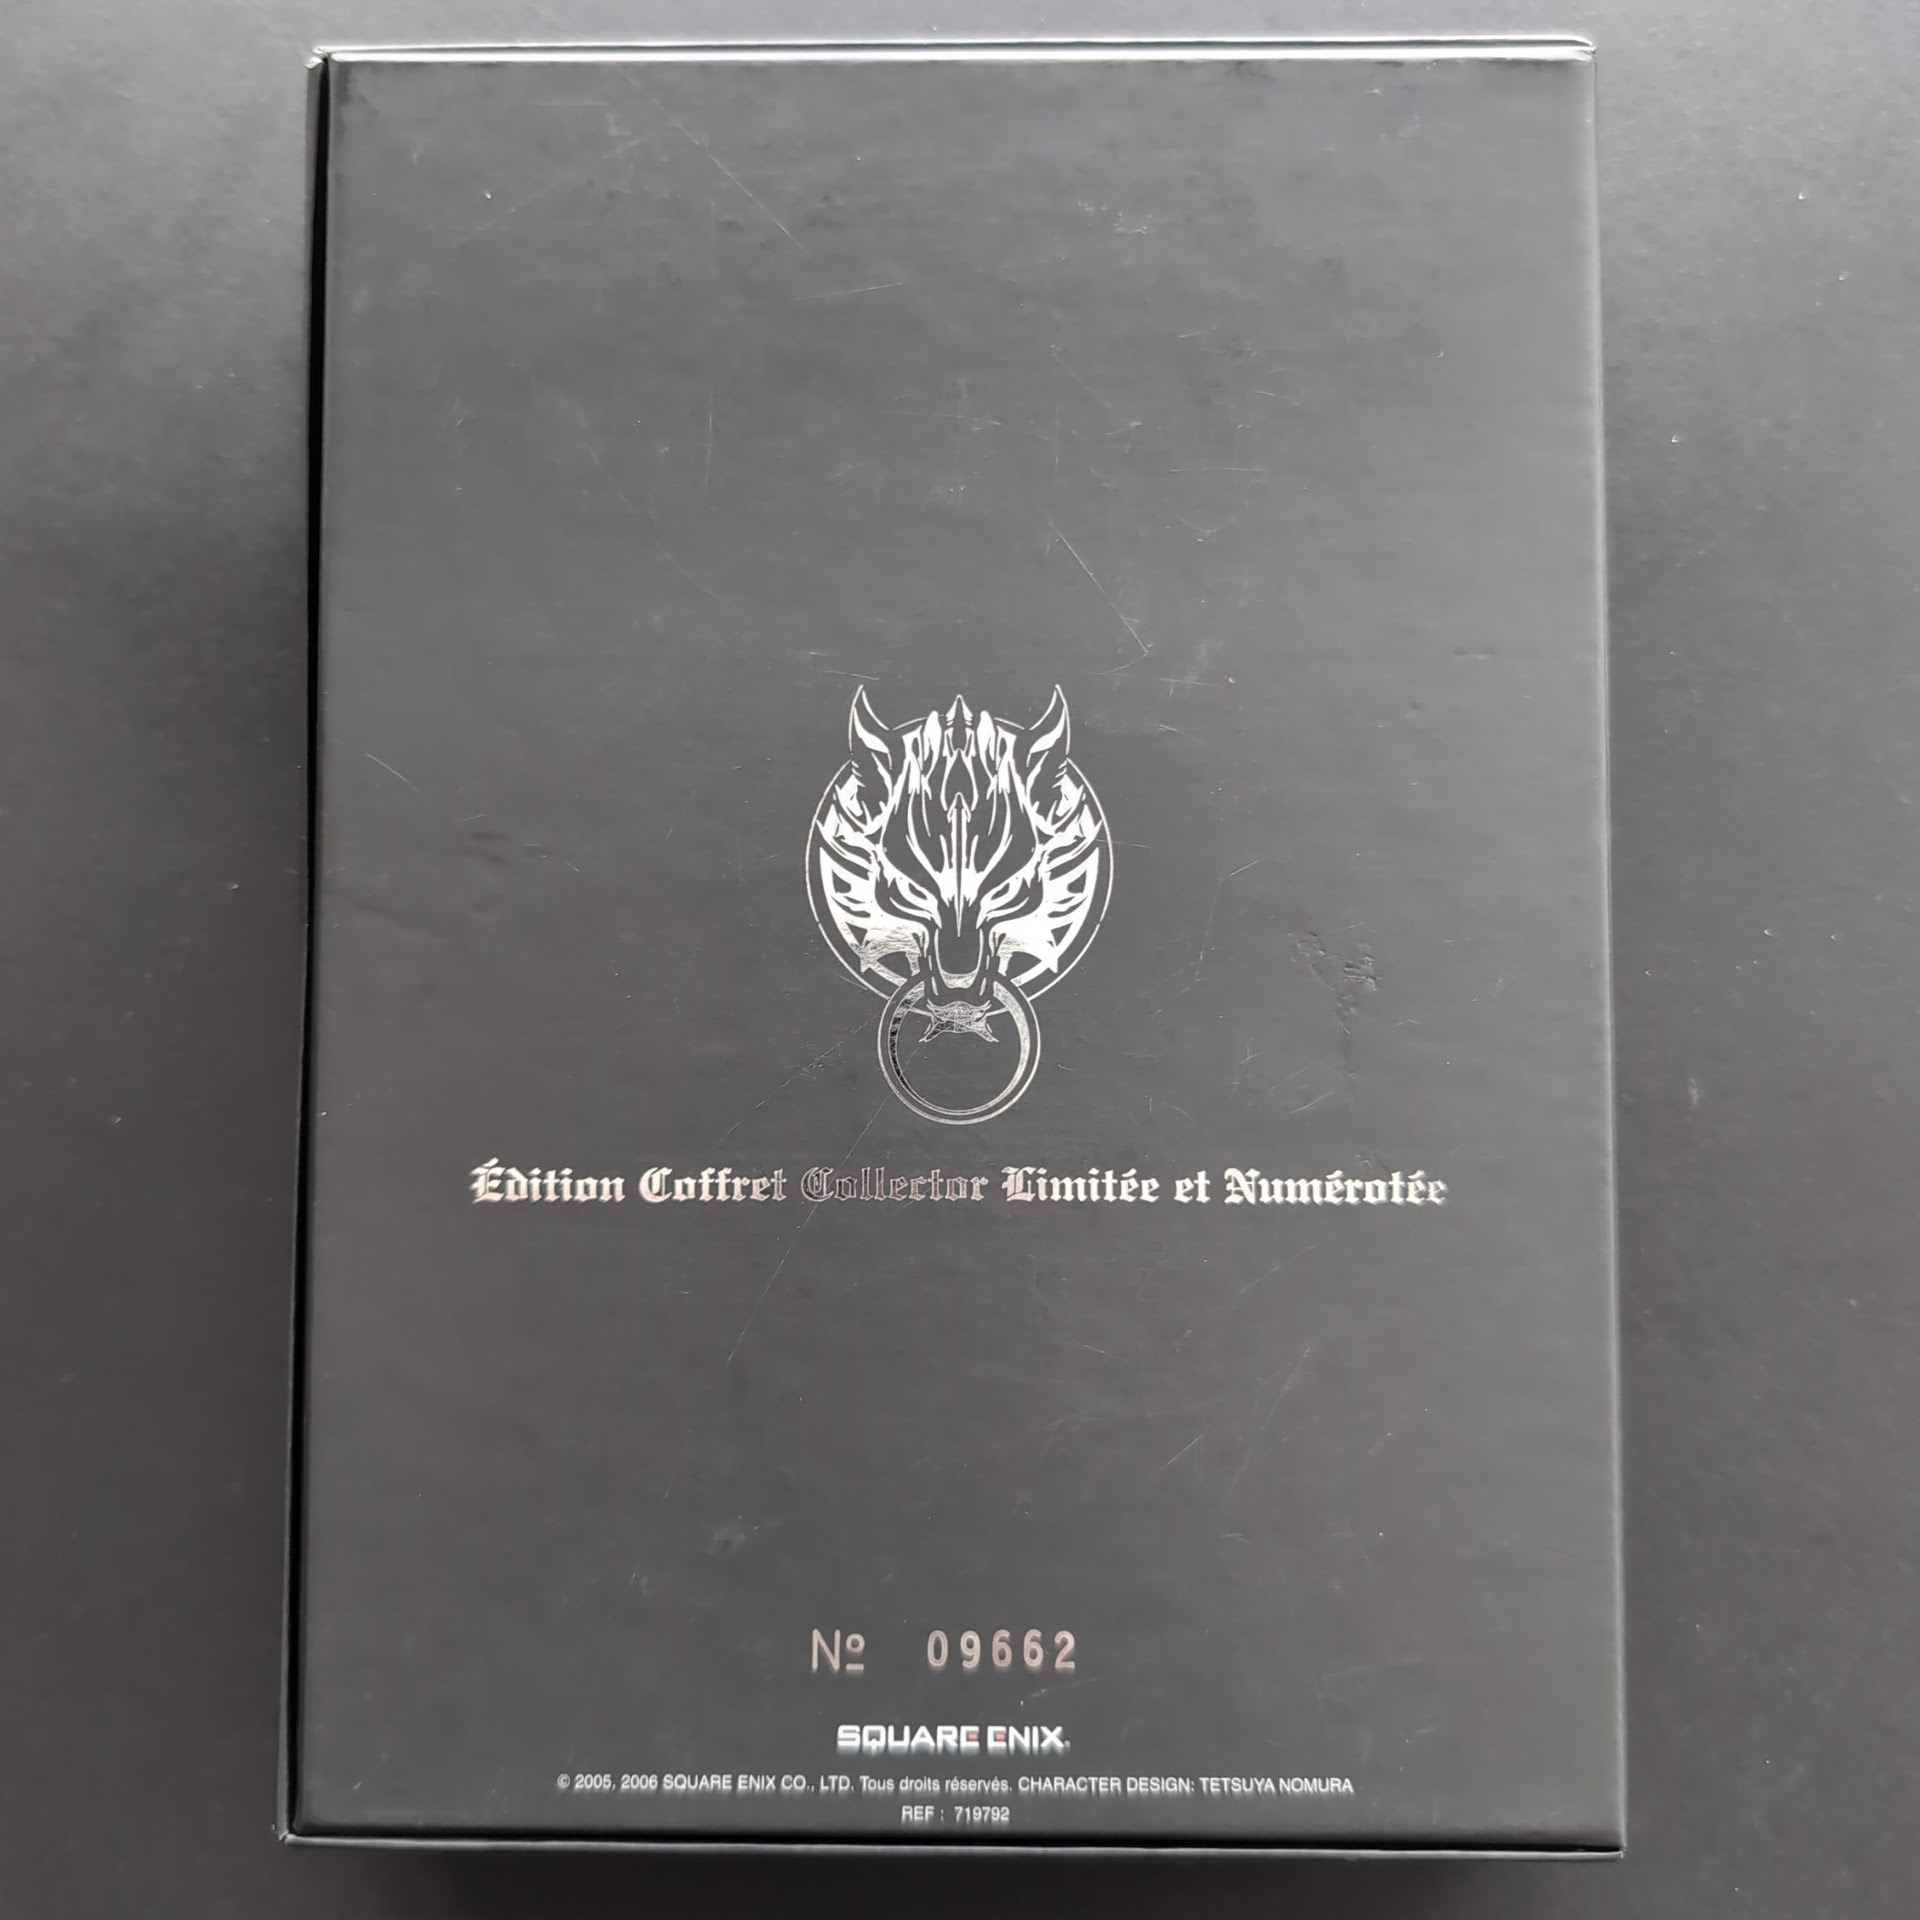 Édition Coffret Collector Limitée et Numérotée
Nº 09662
SQUARE ENIX.
© 2005, 2006 SQUARE ENIX CO., LTD. Tous droits réservés. CHARACTER DESIGN: TETSUYA NOMURA
REF : 719792